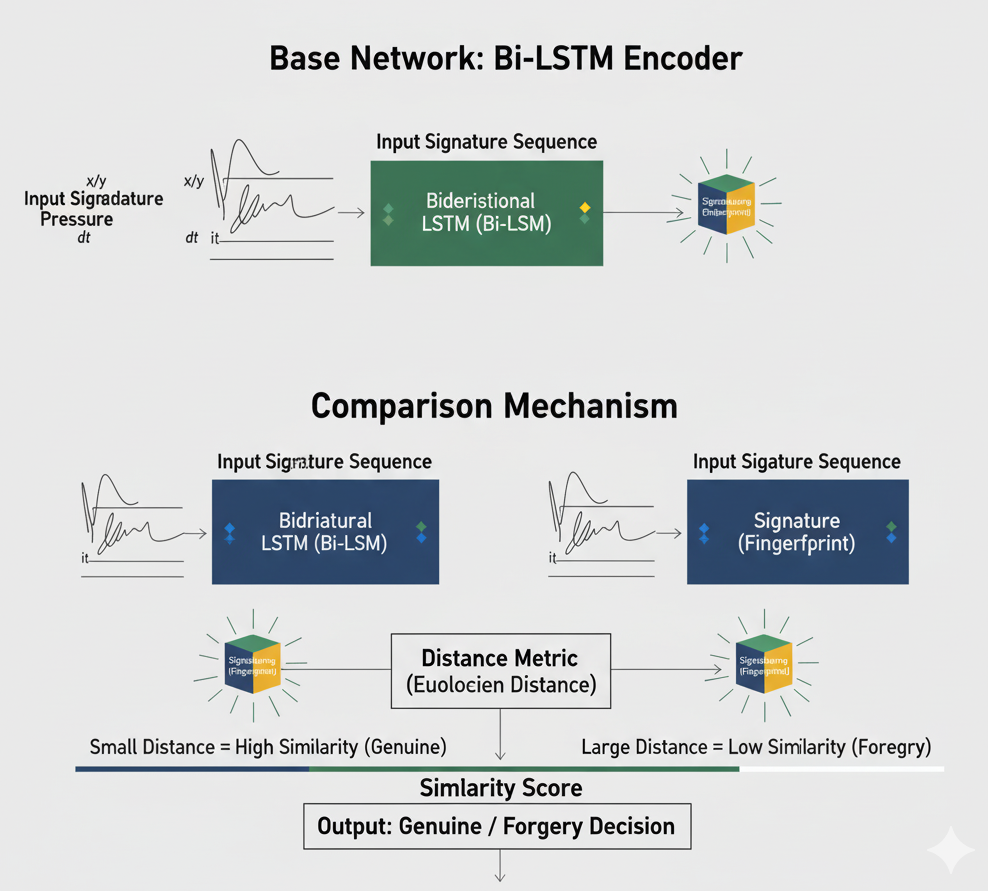 Base Network: Bi-LSTM Encoder
Input Signature Sequence
x/y
Input Sigradature
Pressure
dt
x/y
dt
it
Bideristional
LSTM (Bi-LSM)
Comparison Mechanism
Input Sequence
it
Bidriatural
LSTM (Bi-LSM)
Input Sigature Sequence
it
Signature
(Fingerfprint)
Distance Metric
(Euolocien Distance)
Small Distance = High Similarity (Genuine)
Large Distance = Low Similarity (Foregry)
Simlarity Score
Output: Genuine / Forgery Decision